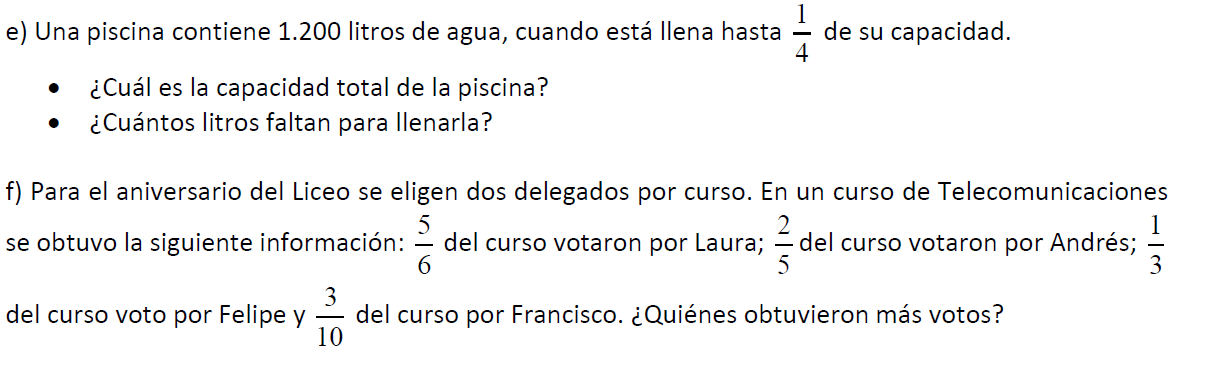 e) Una piscina contiene 1.200 litros de agua, cuando está llena hasta 1/4 de su capacidad.
• ¿Cuál es la capacidad total de la piscina?
• ¿Cuántos litros faltan para llenarla?
f) Para el aniversario del Liceo se eligen dos delegados por curso. En un curso de Telecomunicaciones
se obtuvo la siguiente información: 5/6 del curso votaron por Laura; 2/5 del curso votaron por Andrés; 1/3
del curso voto por Felipe y 3/10 del curso por Francisco. ¿Quiénes obtuvieron más votos?